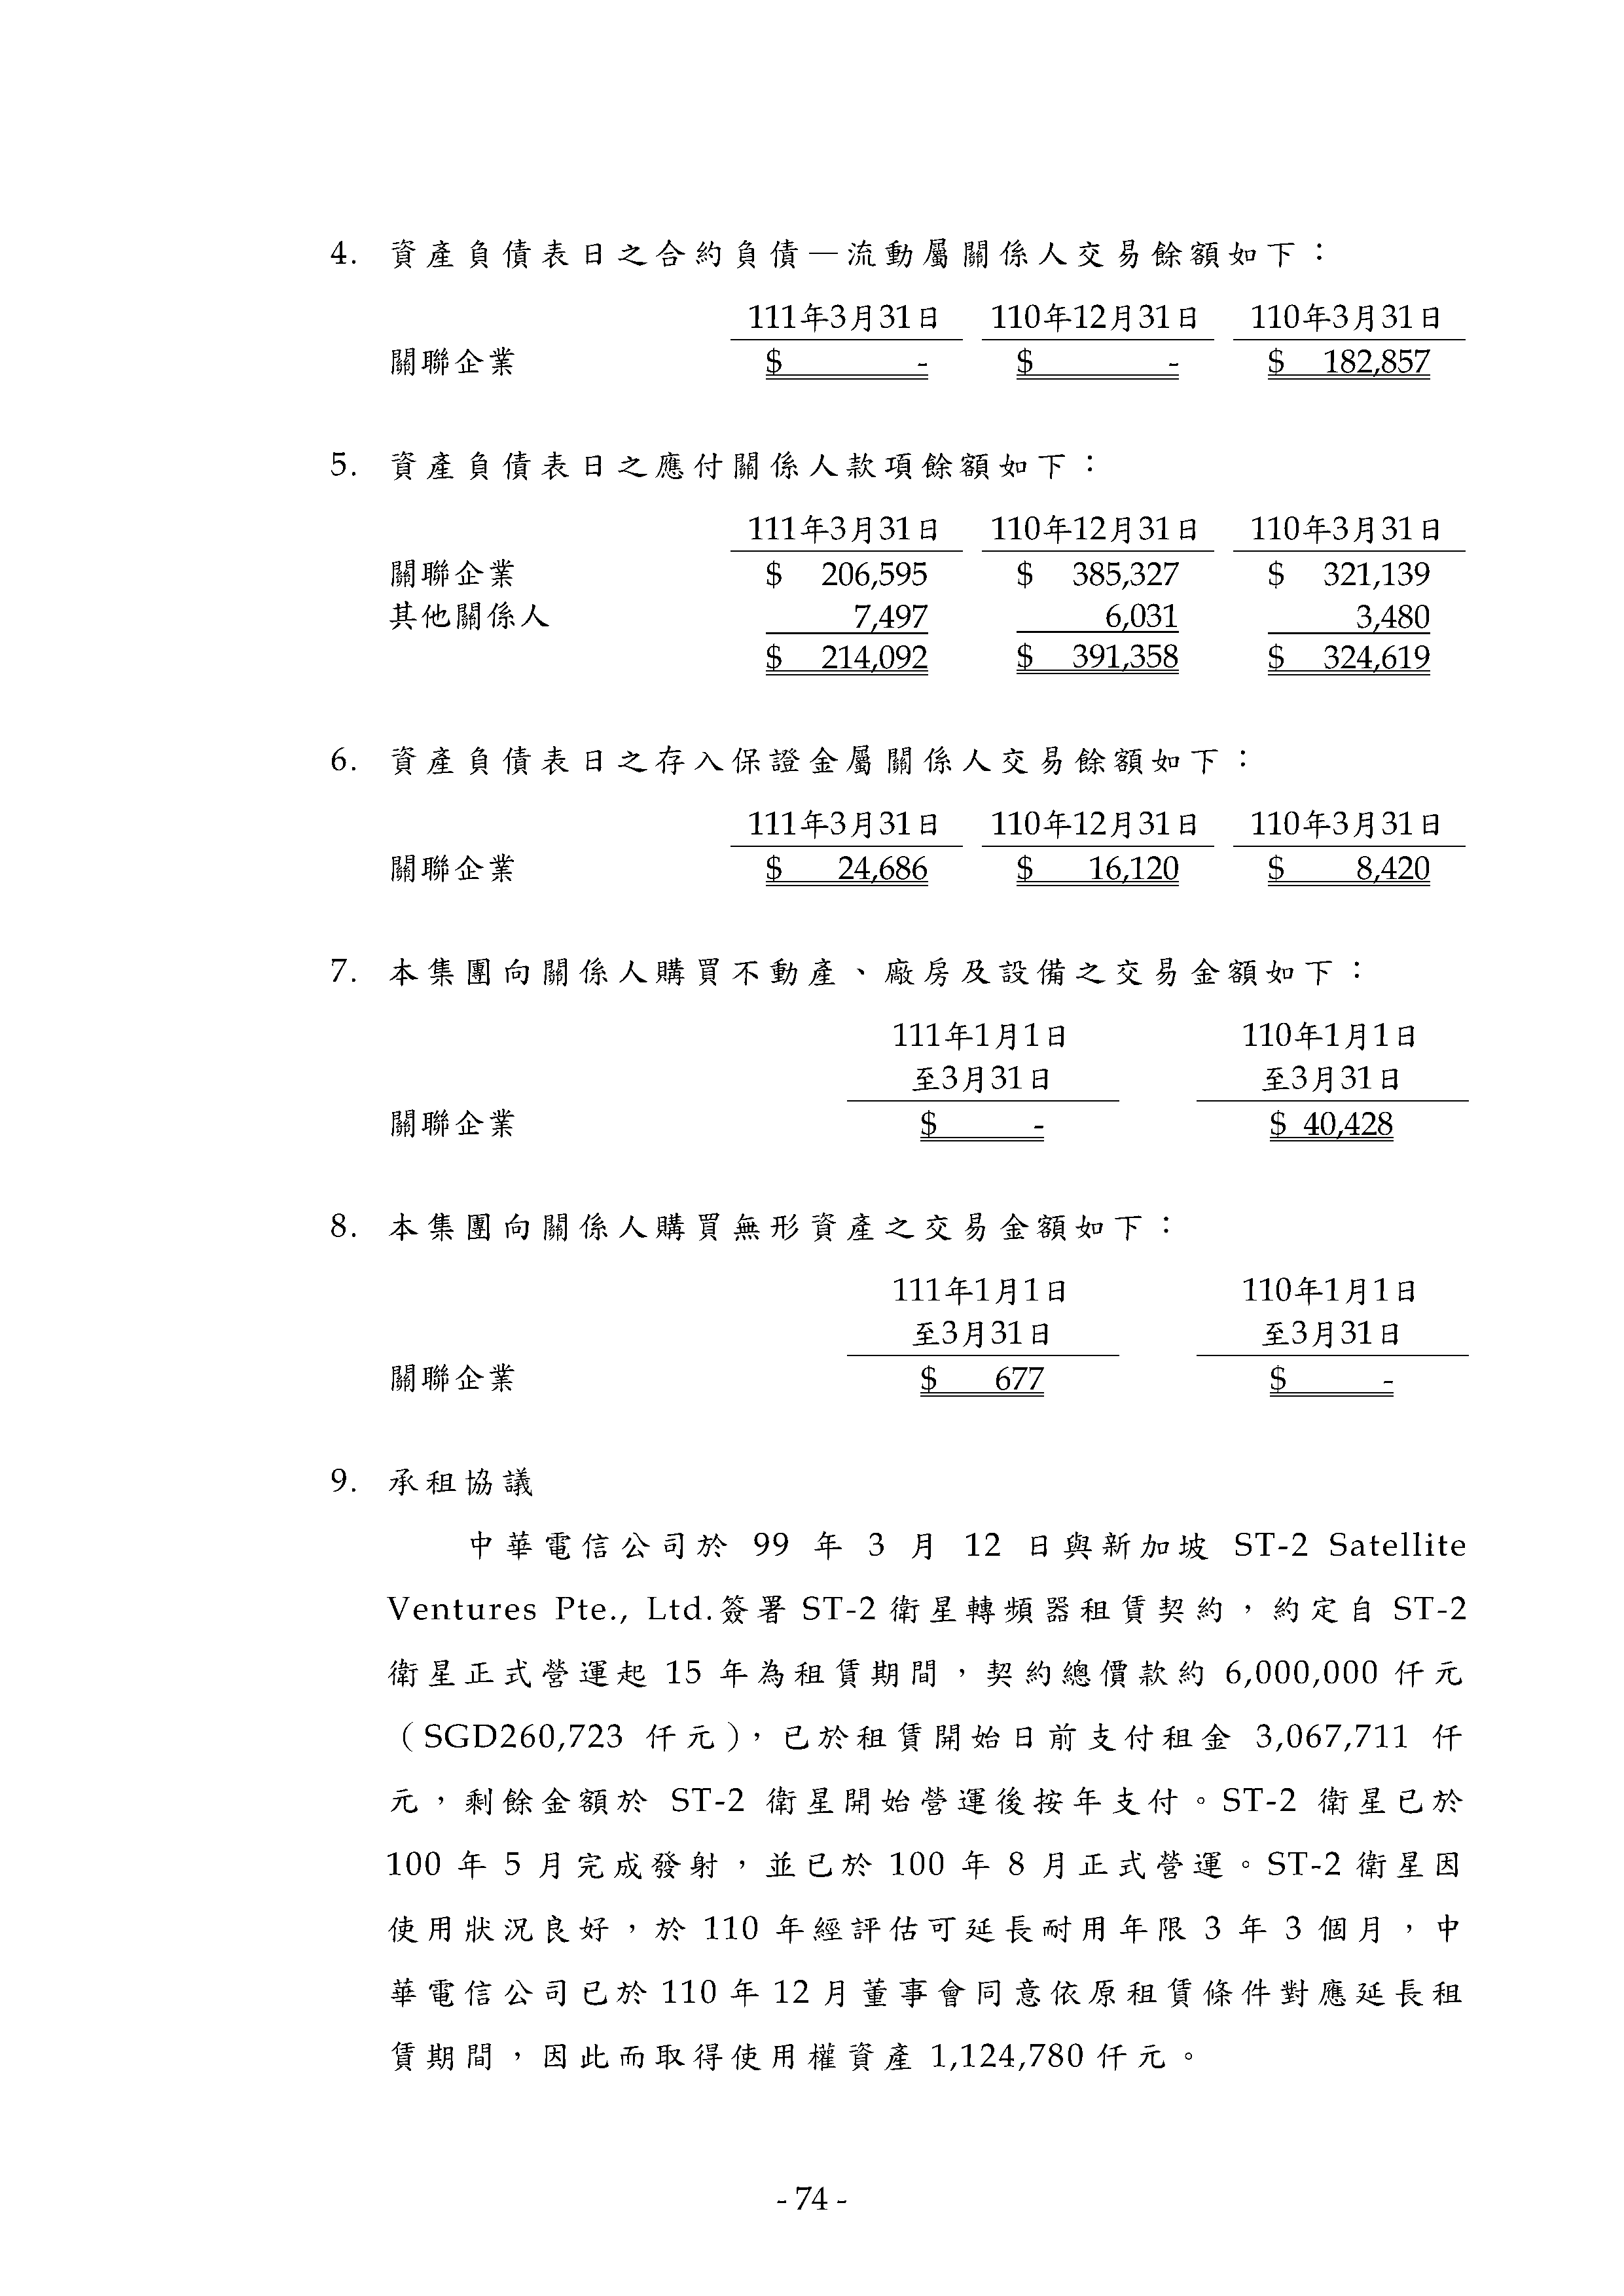 4. 資產負債表日之合約負債—流動屬關係人交易餘額如下：
111年3月31日 110年12月31日 110年3月31日
關聯企業 $ - $ - $ 182,857
5. 資產負債表日之應付關係人款項餘額如下：
111年3月31日 110年12月31日 110年3月31日
關聯企業 $ 206,595 $ 385,327 $ 321,139
其他關係人 7,497 6,031 3,480
$ 214,092 $ 391,358 $ 324,619
6. 資產負債表日之存入保證金屬關係人交易餘額如下：
111年3月31日 110年12月31日 110年3月31日
關聯企業 $ 24,686 $ 16,120 $ 8,420
7. 本集團向關係人購買不動產、廠房及設備之交易金額如下：
111年1月1日 110年1月1日
至3月31日 至3月31日
關聯企業 $ - $ 40,428
8. 本集團向關係人購買無形資產之交易金額如下：
111年1月1日 110年1月1日
至3月31日 至3月31日
關聯企業 $ 677 $ -
9. 承租協議
中華電信公司於 99 年 3 月 12 日與新加坡 ST-2 Satellite
Ventures Pte., Ltd.簽署 ST-2 衛星轉頻器租賃契約，約定自 ST-2
衛星正式營運起 15 年為租賃期間，契約總價款約 6,000,000 仟元
（SGD260,723 仟元），已於租賃開始日前支付租金 3,067,711 仟
元，剩餘金額於 ST-2 衛星開始營運後按年支付。ST-2 衛星已於
100 年 5 月完成發射，並已於 100 年 8 月正式營運。ST-2 衛星因
使用狀況良好，於 110 年經評估可延長耐用年限 3 年 3 個月，中
華電信公司已於 110 年 12 月董事會同意依原租賃條件對應延長租
賃期間，因此而取得使用權資產 1,124,780 仟元。
- 74 -